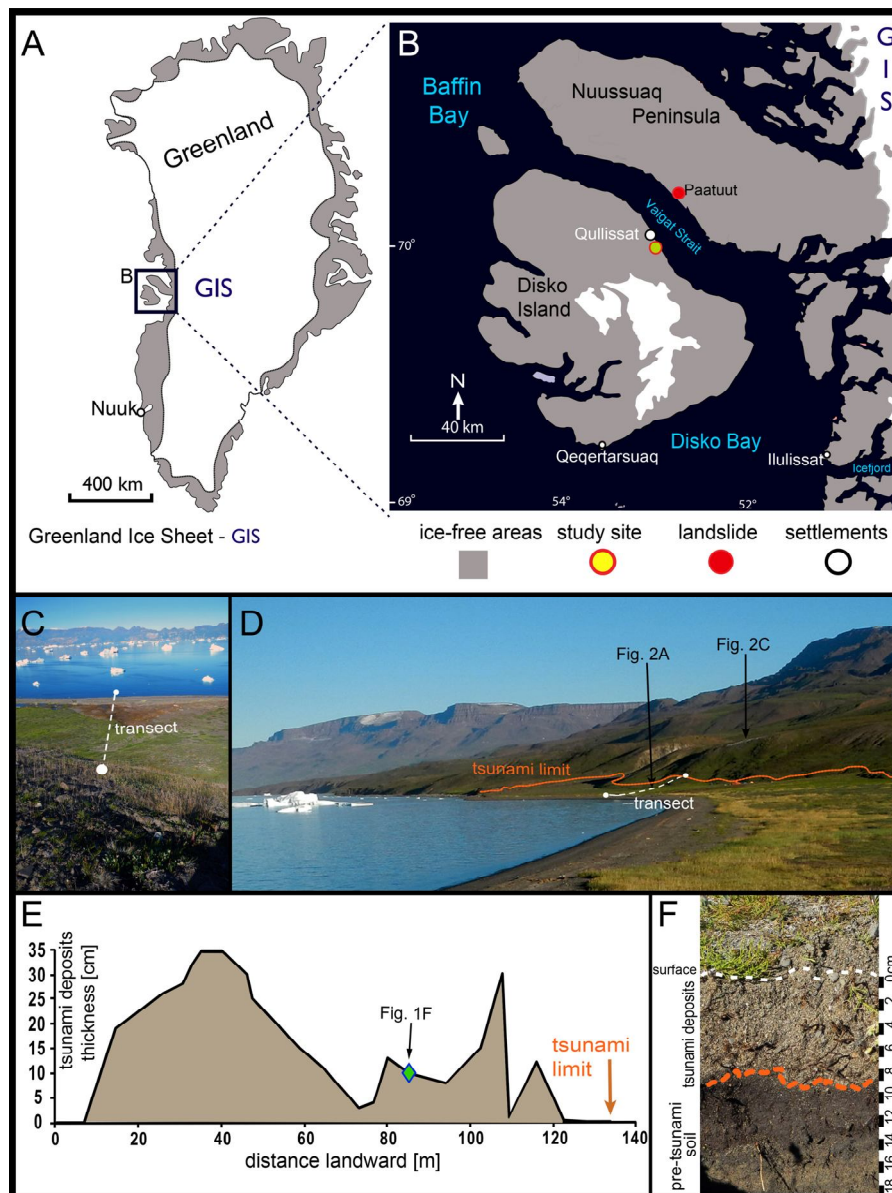 A
Greenland
B
GIS
Nuuk
400 km
Greenland Ice Sheet - GIS
B
G
I
S
Baffin
Bay
Nuussuaq
Peninsula
Paatuut
Vaigat Strait
Qullissat
70°
Disko
Island
N
40 km
Disko Bay
Qeqertarsuaq
Ilulissat
Icefjord
69°
54°
52°
ice-free areas
study site
landslide
settlements
C
transect
D
Fig. 2A
Fig. 2C
tsunami limit
transect
E
tsunami deposits
thickness [cm]
35
30
25
20
15
10
5
0
Fig. 1F
tsunami
limit
0 20 40 60 80 100 120 140
distance landward [m]
F
surface
tsunami deposits
pre-tsunami
soil
0 cm
2
4
6
8
10
12
14
16
18